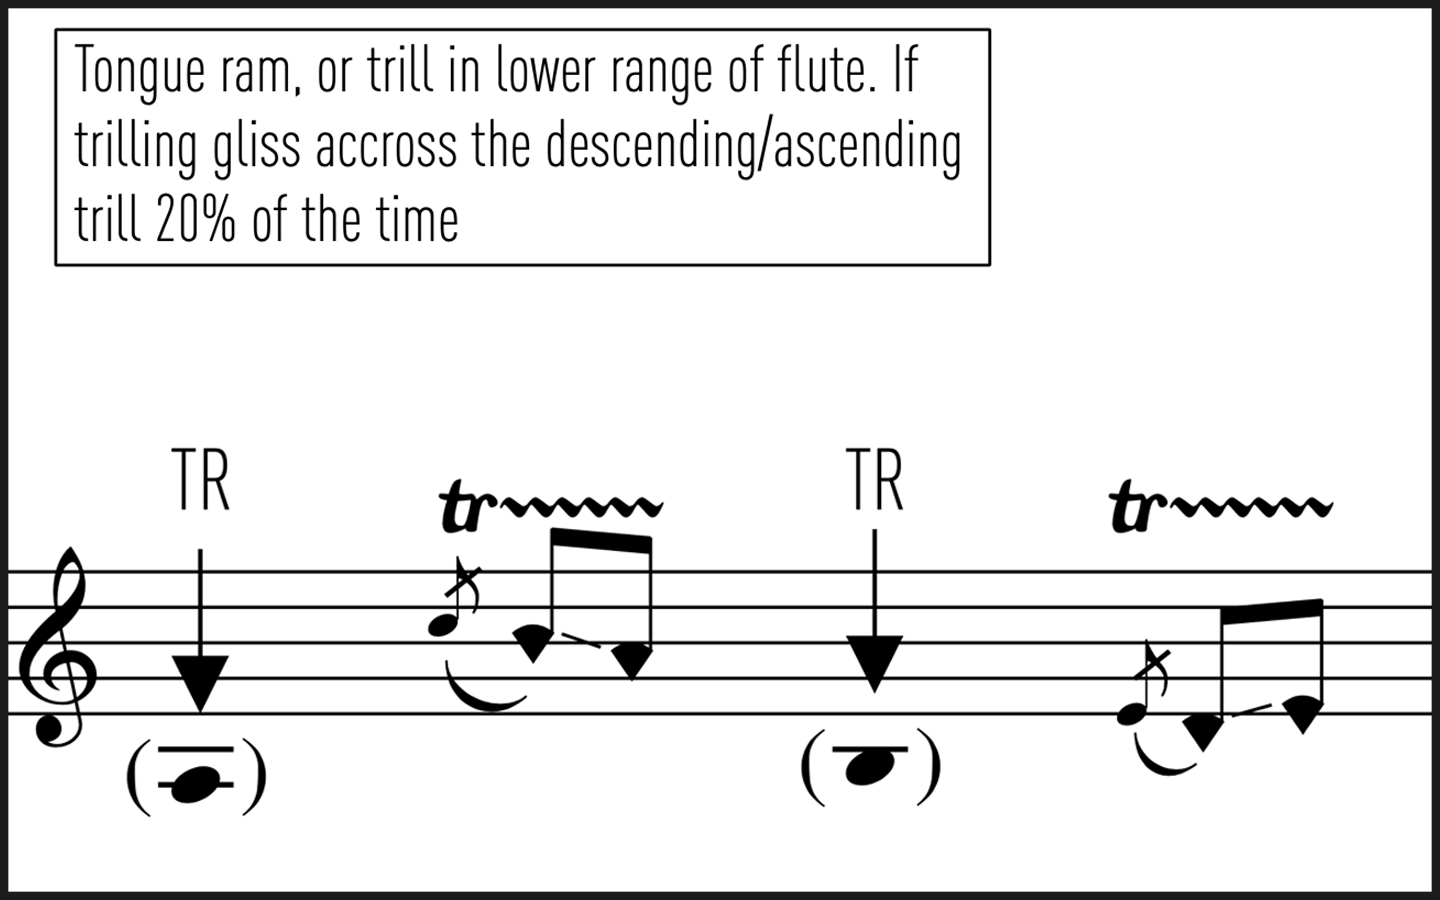 Tongue ram, or trill in lower range of flute. If
trilling gliss accross the descending/ascending
trill 20% of the time
TR
tr
TR
tr